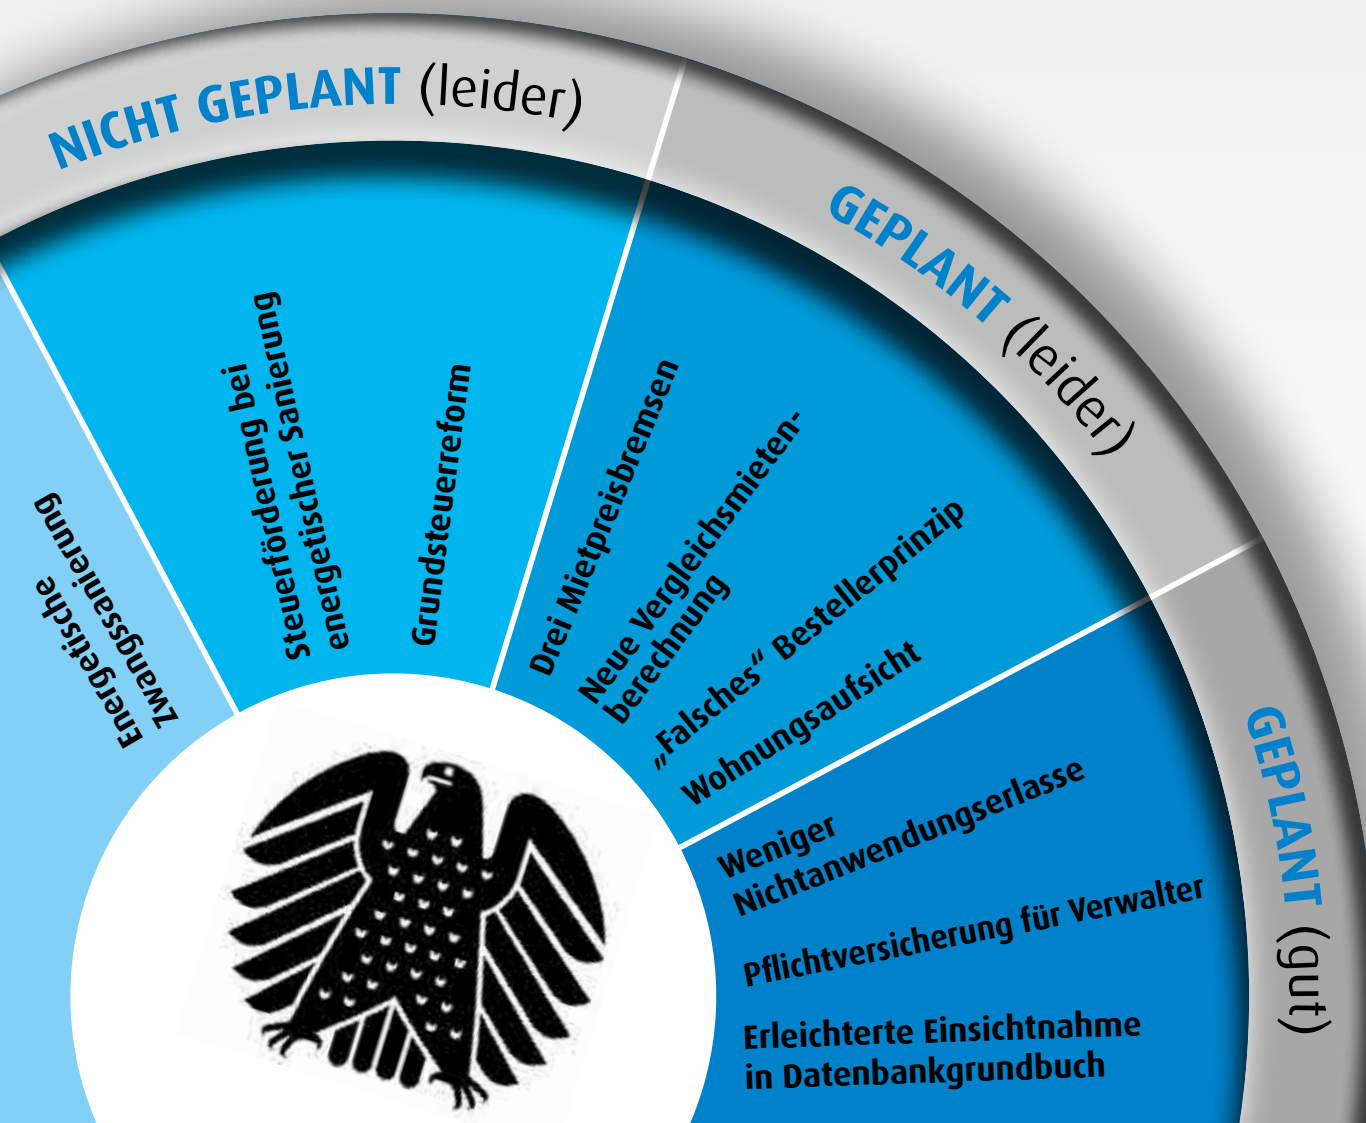 NICHT GEPLANT (leider)
Energetische
Zwangssanierung
Steuerförderung bei
energetischer Sanierung
Grundsteuerreform
GEPLANT (leider)
Drei Mietpreisbremsen
Neue Vergleichsmieten-
berechnung
„Falsches“ Bestellerprinzip
Wohnungsaufsicht
GEPLANT (gut)
Weniger
Nichtanwendungserlasse
Pflichtversicherung für Verwalter
Erleichterte Einsichtnahme
in Datenbankgrundbuch